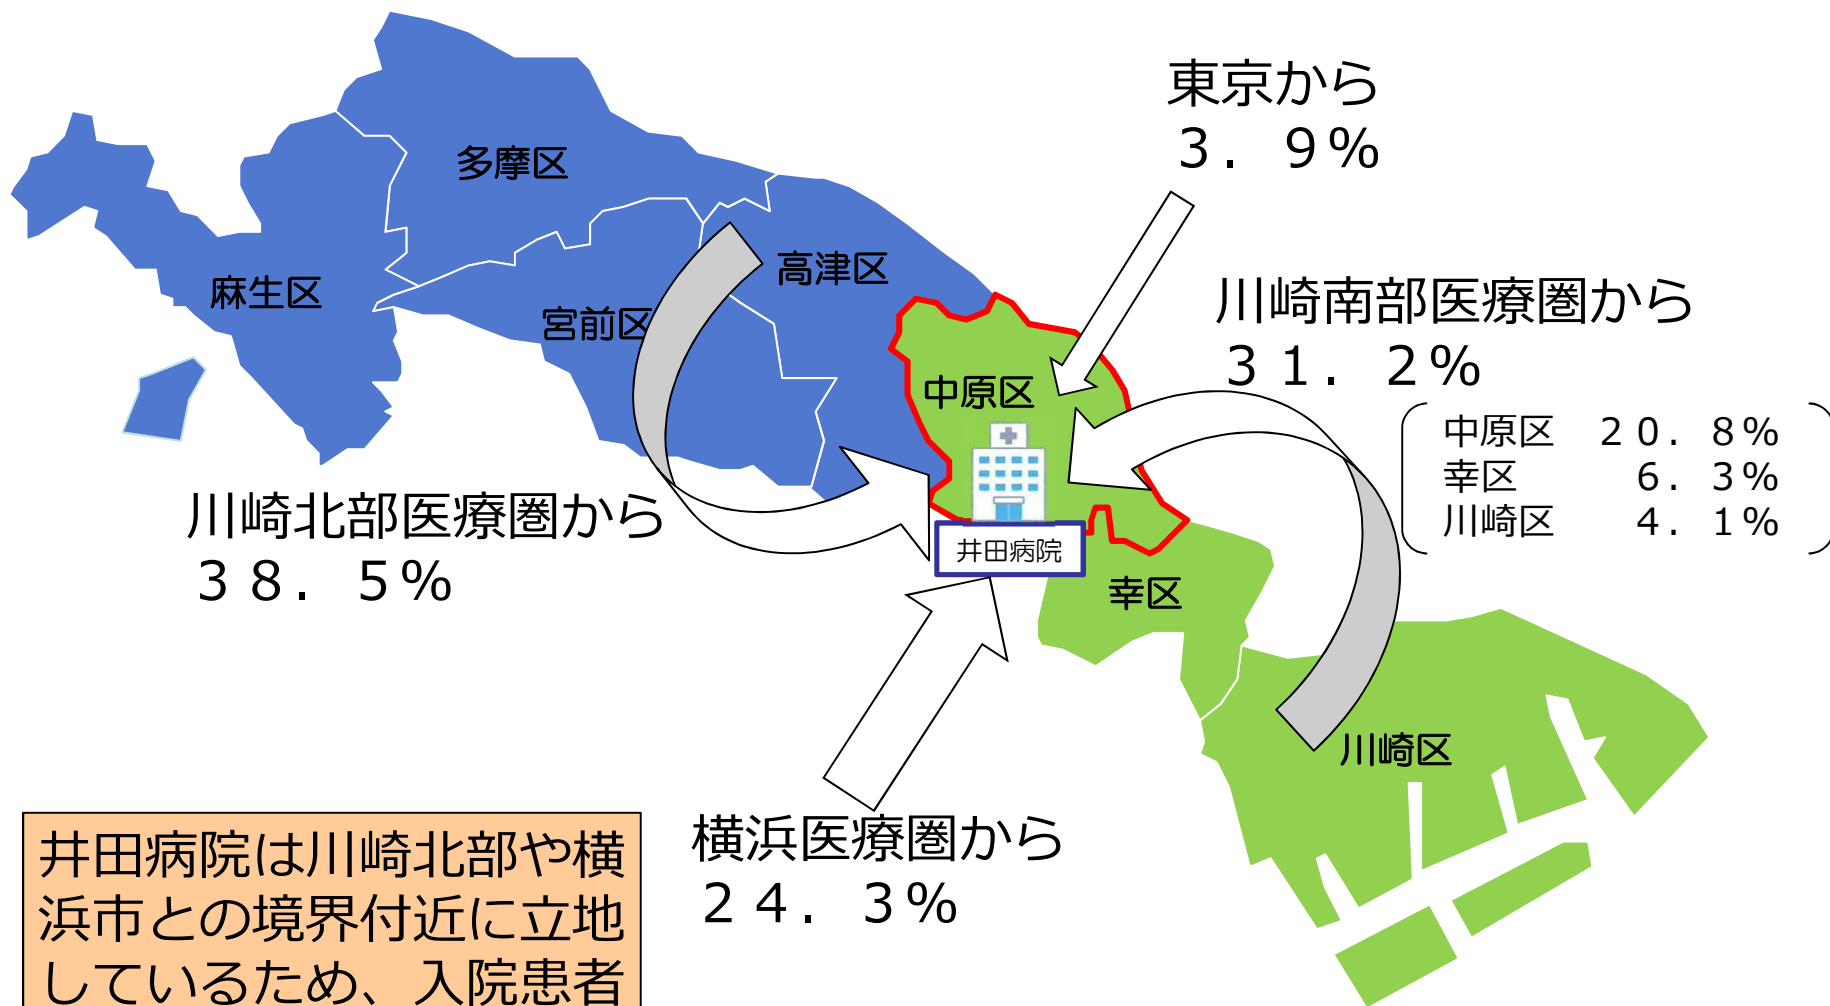 東京から
３．９％
多摩区
高津区
麻生区
宮前区
川崎南部医療圏から
３１．２％
中原区
中原区　２０．８％
幸区　６．３％
川崎区　４．１％
川崎北部医療圏から
３８．５％
井田病院
幸区
川崎区
横浜医療圏から
２４．３％
井田病院は川崎北部や横
浜市との境界付近に立地
しているため、入院患者